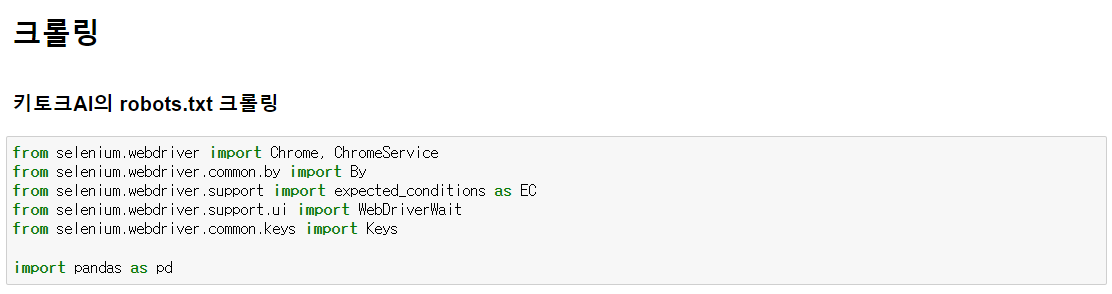 크롤링
키토크AI의 robots.txt 크롤링
from selenium.webdriver import Chrome, ChromeService
from selenium.webdriver.common.by import By
from selenium.webdriver.support import expected_conditions as EC
from selenium.webdriver.support.ui import WebDriverWait
from selenium.webdriver.common.keys import Keys
import pandas as pd